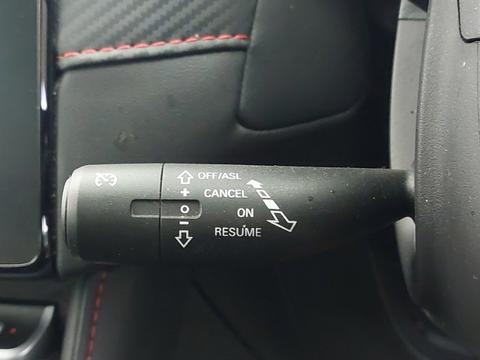 OFF/ASL
+ CANCEL
O ON
− RESUME